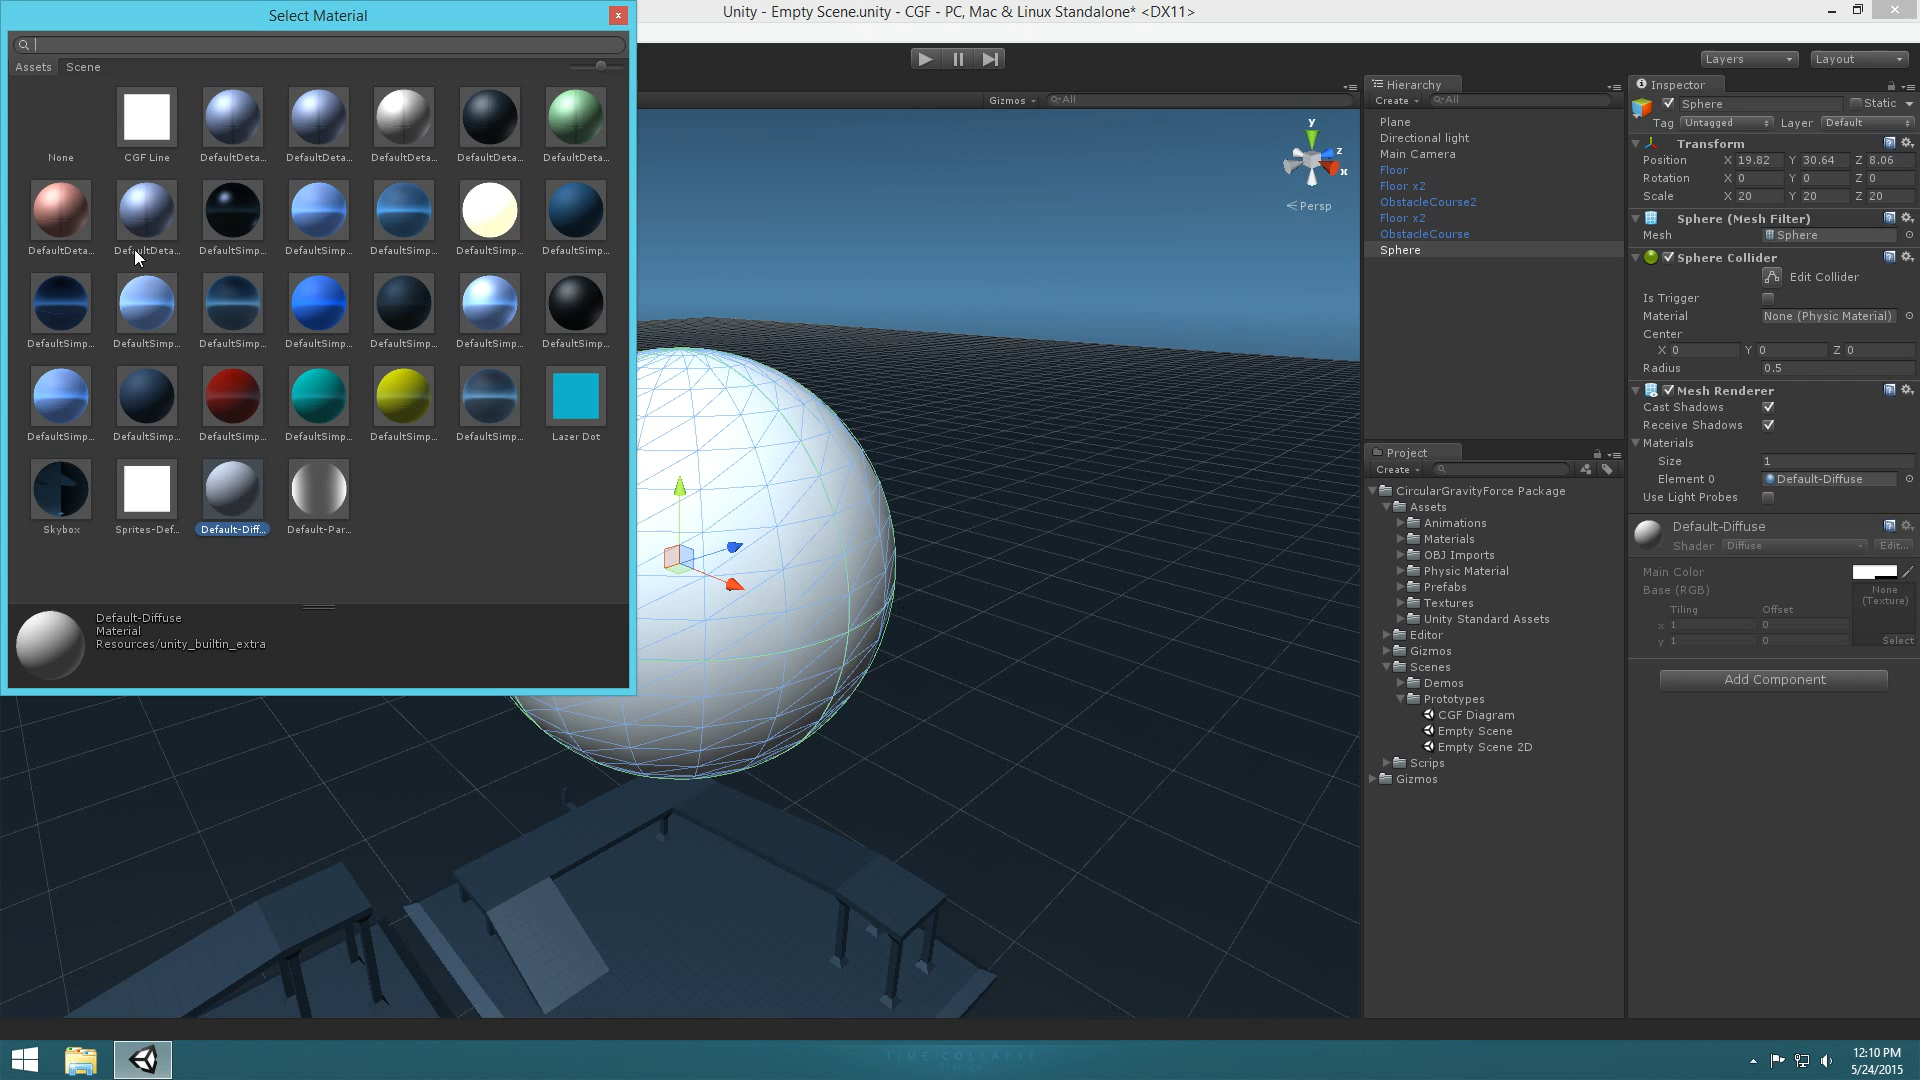 Select Material
x
Unity - Empty Scene.unity - CGF - PC, Mac & Linux Standalone* <DX11>
Assets Scene
Layers Layout
None CGF Line DefaultDeta... DefaultDeta... DefaultDeta... DefaultDeta... DefaultDeta...
DefaultDeta... DefaultDeta... DefaultSimp... DefaultSimp... DefaultSimp... DefaultSimp... DefaultSimp...
DefaultSimp... DefaultSimp... DefaultSimp... DefaultSimp... DefaultSimp... DefaultSimp... DefaultSimp...
DefaultSimp... DefaultSimp... DefaultSimp... DefaultSimp... DefaultSimp... DefaultSimp... Lazer Dot
Skybox Sprites-Def... Default-Diff... Default-Par...
Default-Diffuse
Material
Resources/unity_builtin_extra
Gizmos All
y
z
x
Persp
Hierarchy
Create All
Plane
Directional light
Main Camera
Floor
Floor x2
ObstacleCourse2
Floor x2
ObstacleCourse
Sphere
Project
Create
CircularGravityForce Package
Assets
Animations
Materials
OBJ Imports
Physic Material
Prefabs
Textures
Unity Standard Assets
Editor
Gizmos
Scenes
Demos
Prototypes
CGF Diagram
Empty Scene
Empty Scene 2D
Scrips
Gizmos
Inspector
Sphere Static
Tag Untagged Layer Default
Transform
Position X 19.82 Y 30.64 Z 8.06
Rotation X 0 Y 0 Z 0
Scale X 20 Y 20 Z 20
Sphere (Mesh Filter)
Mesh Sphere
Sphere Collider
Edit Collider
Is Trigger
Material None (Physic Material)
Center
X 0 Y 0 Z 0
Radius 0.5
Mesh Renderer
Cast Shadows
Receive Shadows
Materials
Size 1
Element 0 Default-Diffuse
Use Light Probes
Default-Diffuse
Shader Diffuse Edit...
Main Color
Base (RGB) None
(Texture)
Tiling Offset
x 1 0
y 1 0 Select
Add Component
TIME COLLAPSE
12:10 PM
5/24/2015